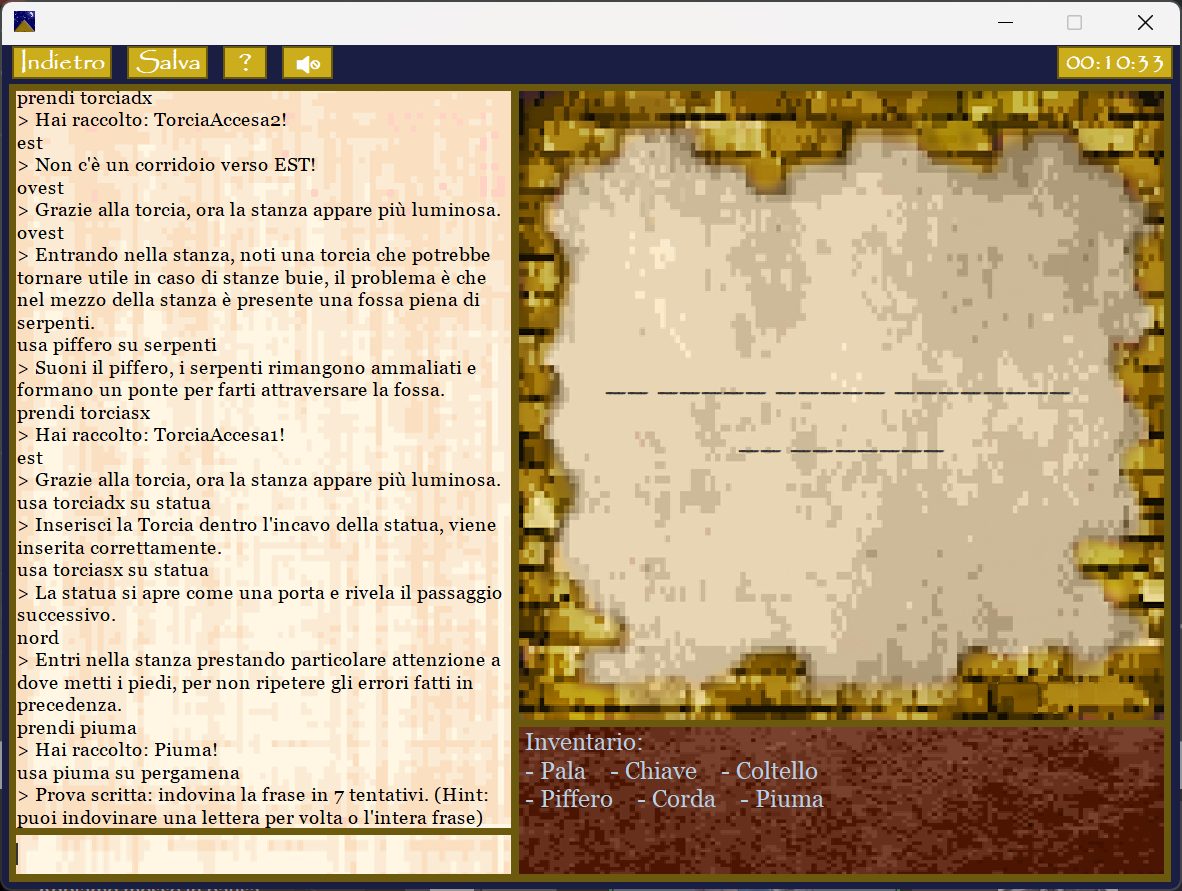 Indietro Salva ? 00:10:33
prendi torciadx
> Hai raccolto: TorciaAccesa2!
est
> Non c'è un corridoio verso EST!
ovest
> Grazie alla torcia, ora la stanza appare più luminosa.
ovest
> Entrando nella stanza, noti una torcia che potrebbe
tornare utile in caso di stanze buie, il problema è che
nel mezzo della stanza è presente una fossa piena di
serpenti.
usa piffero su serpenti
> Suoni il piffero, i serpenti rimangono ammaliati e
formano un ponte per farti attraversare la fossa.
prendi torciasx
> Hai raccolto: TorciaAccesa1!
est
> Grazie alla torcia, ora la stanza appare più luminosa.
usa torciadx su statua
> Inserisci la Torcia dentro l'incavo della statua, viene
inserita correttamente.
usa torciasx su statua
> La statua si apre come una porta e rivela il passaggio
successivo.
nord
> Entri nella stanza prestando particolare attenzione a
dove metti i piedi, per non ripetere gli errori fatti in
precedenza.
prendi piuma
> Hai raccolto: Piuma!
usa piuma su pergamena
> Prova scritta: indovina la frase in 7 tentativi. (Hint:
puoi indovinare una lettera per volta o l'intera frase)
Inventario:
- Pala - Chiave - Coltello
- Piffero - Corda - Piuma